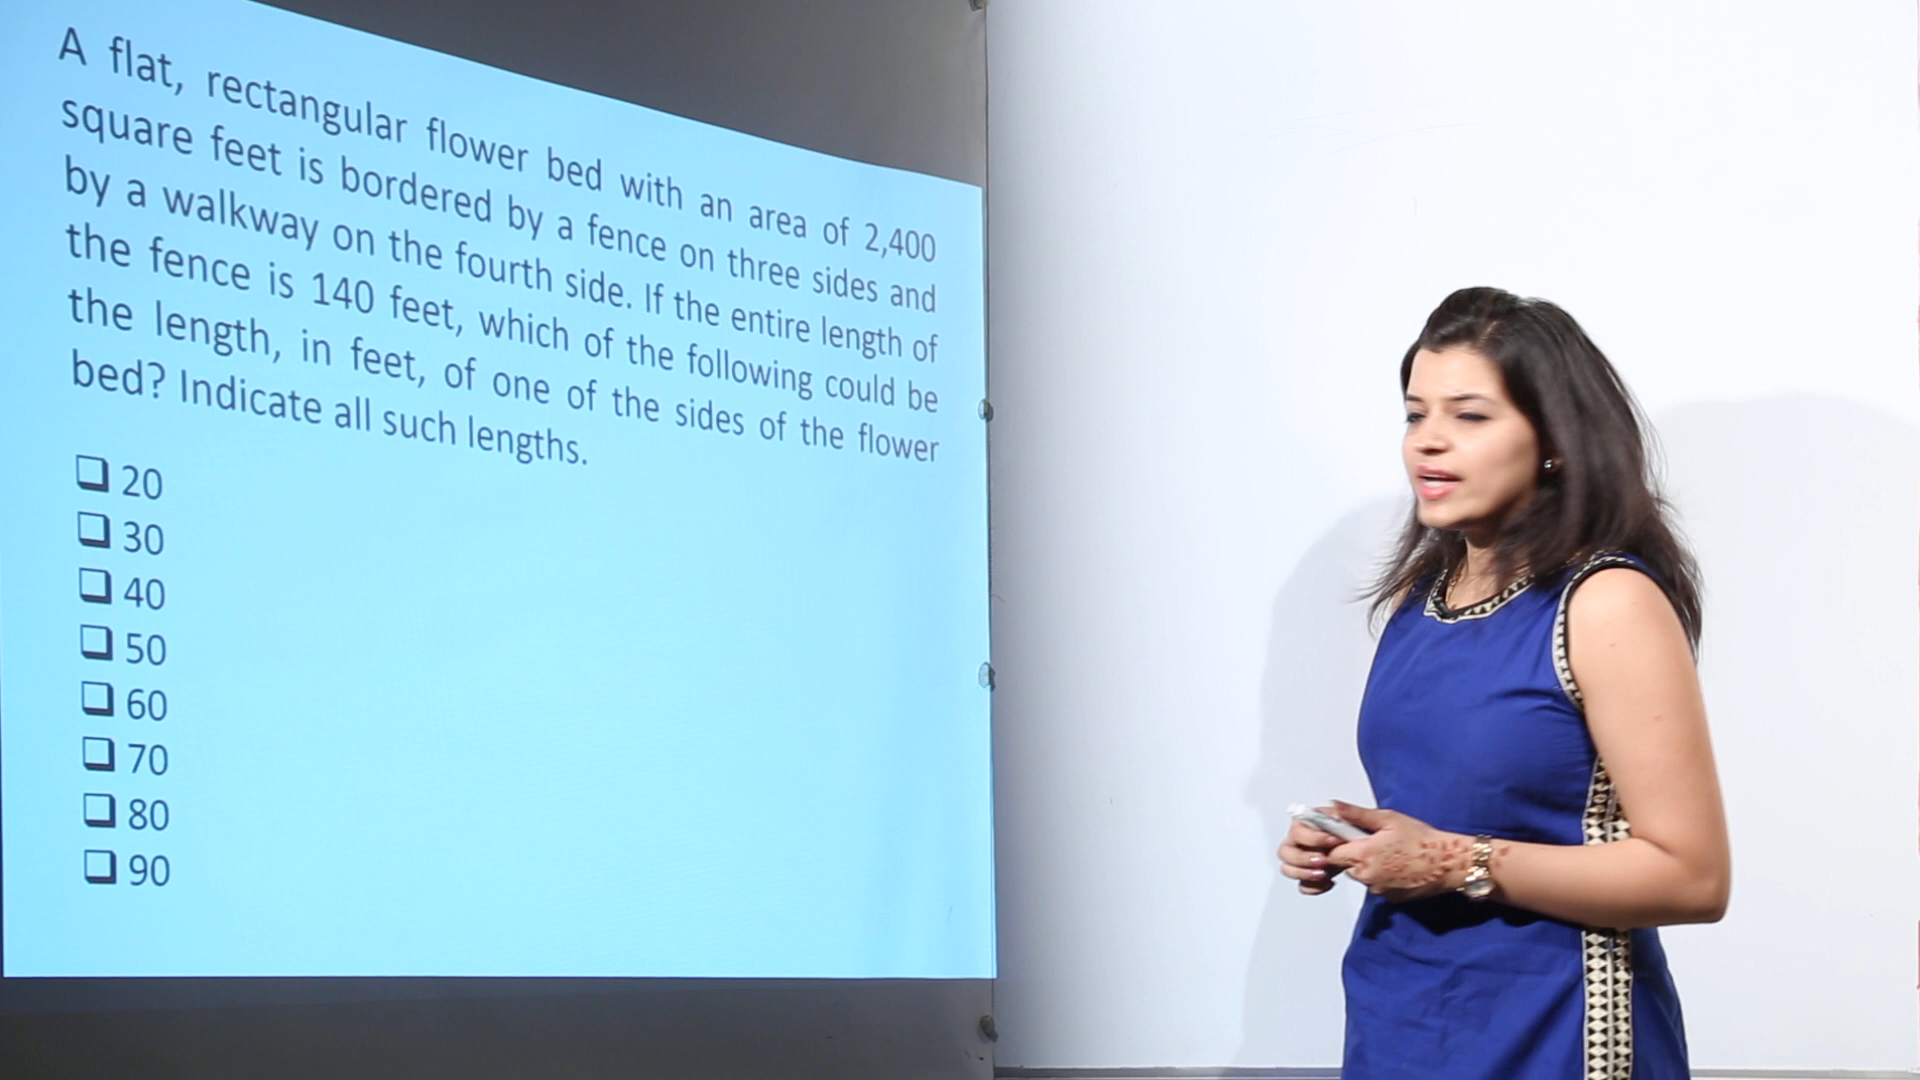 A flat, rectangular flower bed with an area of 2,400
square feet is bordered by a fence on three sides and
by a walkway on the fourth side. If the entire length of
the fence is 140 feet, which of the following could be
the length, in feet, of one of the sides of the flower
bed? Indicate all such lengths.
❑ 20
❑ 30
❑ 40
❑ 50
❑ 60
❑ 70
❑ 80
❑ 90